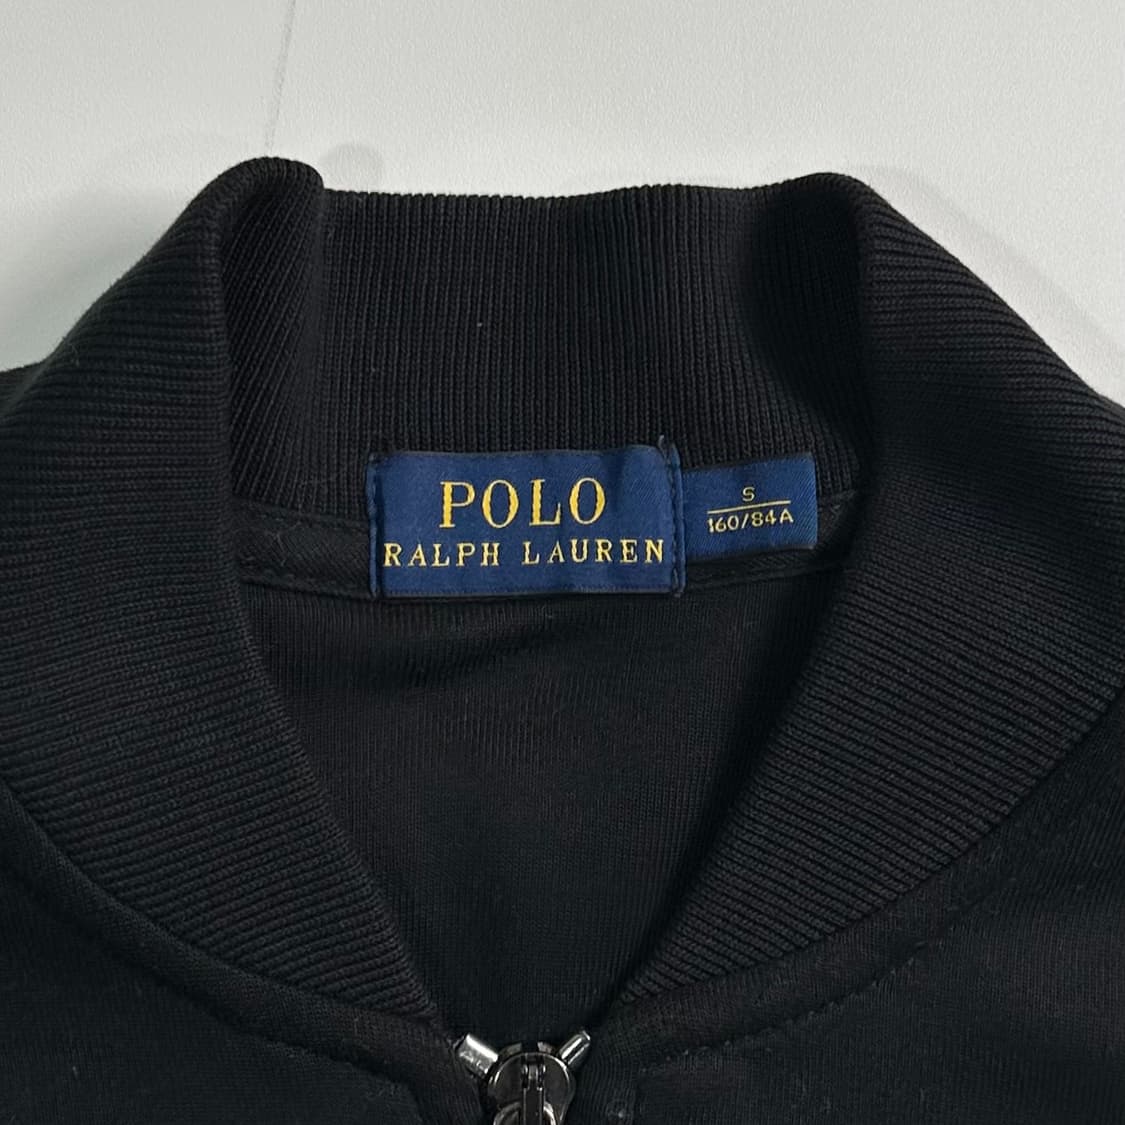 POLO
RALPH LAUREN
S
160/84A